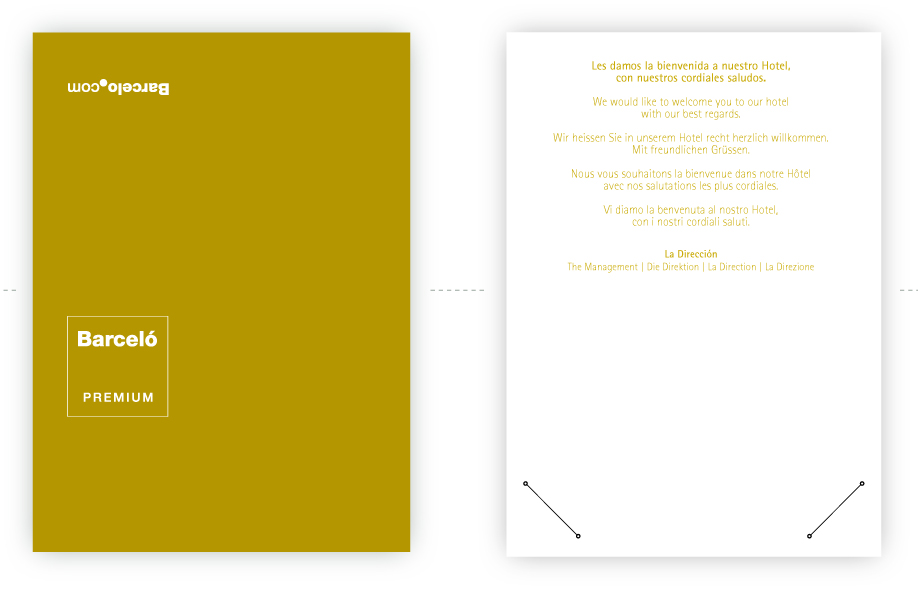 Barcelo.com
Barceló
PREMIUM
Les damos la bienvenida a nuestro Hotel,
con nuestros cordiales saludos.
We would like to welcome you to our hotel
with our best regards.
Wir heissen Sie in unserem Hotel recht herzlich willkommen.
Mit freundlichen Grüssen.
Nous vous souhaitons la bienvenue dans notre Hôtel
avec nos salutations les plus cordiales.
Vi diamo la benvenuta al nostro Hotel,
con i nostri cordiali saluti.
La Dirección
The Management | Die Direktion | La Direction | La Direzione